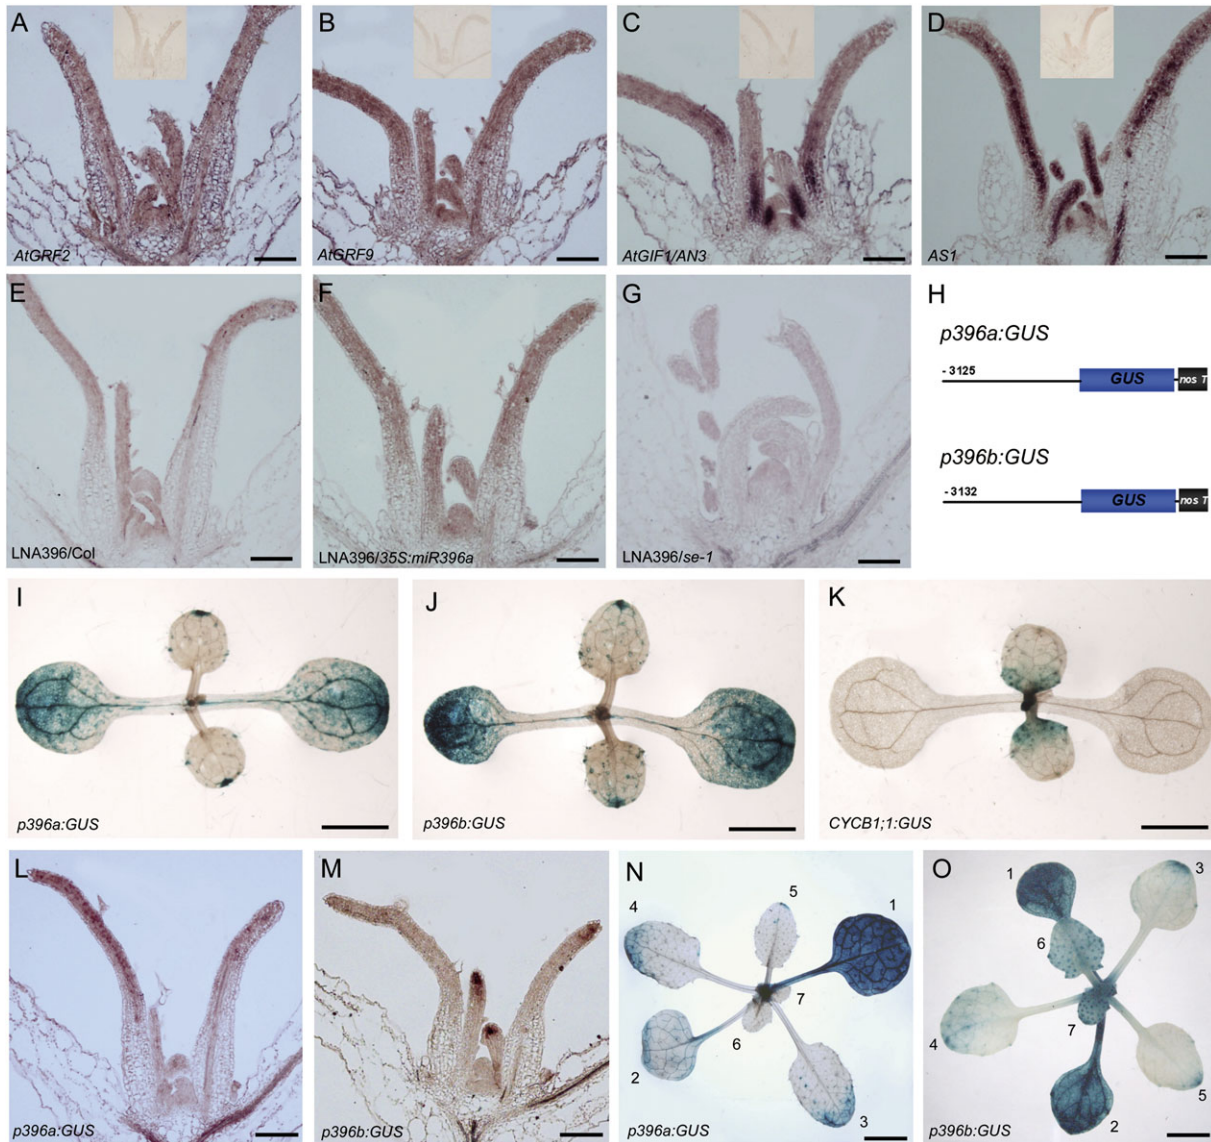 A
B
C
D
AtGRF2
AtGRF9
AtGIF1/AN3
AS1
E
F
G
H
p396a:GUS
- 3125
GUS
nos T
p396b:GUS
- 3132
GUS
nos T
LNA396/Col
LNA396/35S:miR396a
LNA396/se-1
I
J
K
p396a:GUS
p396b:GUS
CYCB1;1:GUS
L
M
N
O
4
5
1
7
6
2
3
1
3
6
7
4
5
2
p396a:GUS
p396b:GUS
p396a:GUS
p396b:GUS